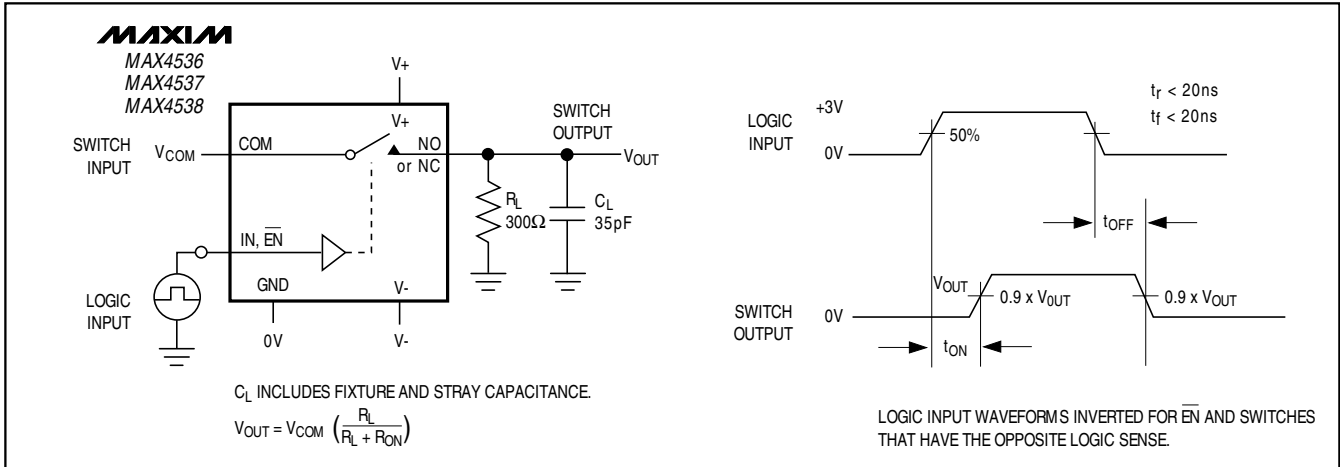 MAXIM
MAX4536
MAX4537
MAX4538
V+
V+
SWITCH
INPUT
VCOM
COM
NO
or NC
SWITCH
OUTPUT
VOUT
RL
300Ω
CL
35pF
IN, E̅N̅
GND
V-
LOGIC
INPUT
0V
V-
CL INCLUDES FIXTURE AND STRAY CAPACITANCE.
VOUT = VCOM (RL / RL + RON)
LOGIC
INPUT
+3V
0V
50%
tr < 20ns
tf < 20ns
tOFF
SWITCH
OUTPUT
VOUT
0V
0.9 x V0UT
0.9 x VOUT
tON
LOGIC INPUT WAVEFORMS INVERTED FOR E̅N̅ AND SWITCHES
THAT HAVE THE OPPOSITE LOGIC SENSE.